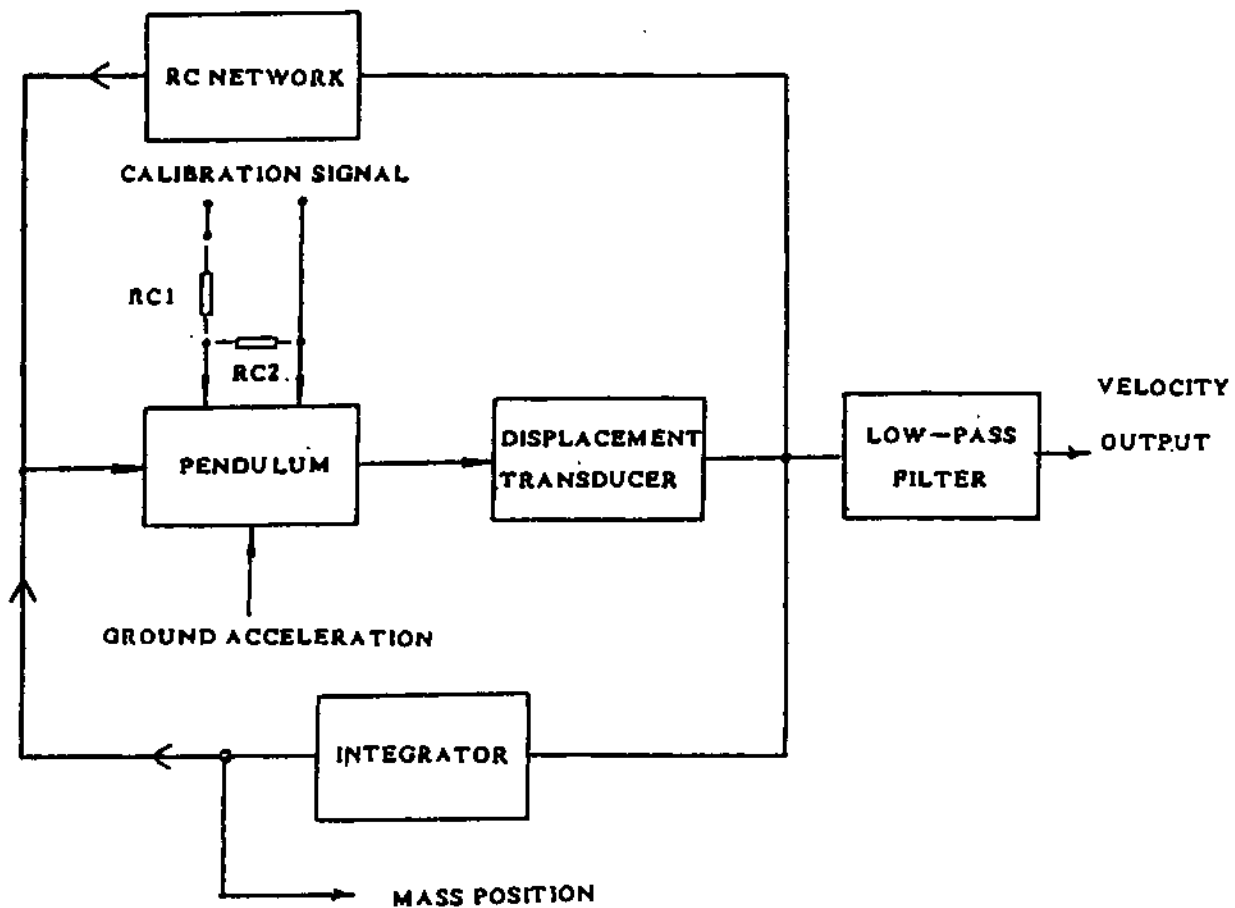 RC NETWORK
CALIBRATION SIGNAL
RC1
RC2
PENDULUM
DISPLACEMENT
TRANSDUCER
LOW-PASS
FILTER
VELOCITY
OUTPUT
GROUND ACCELERATION
INTEGRATOR
MASS POSITION